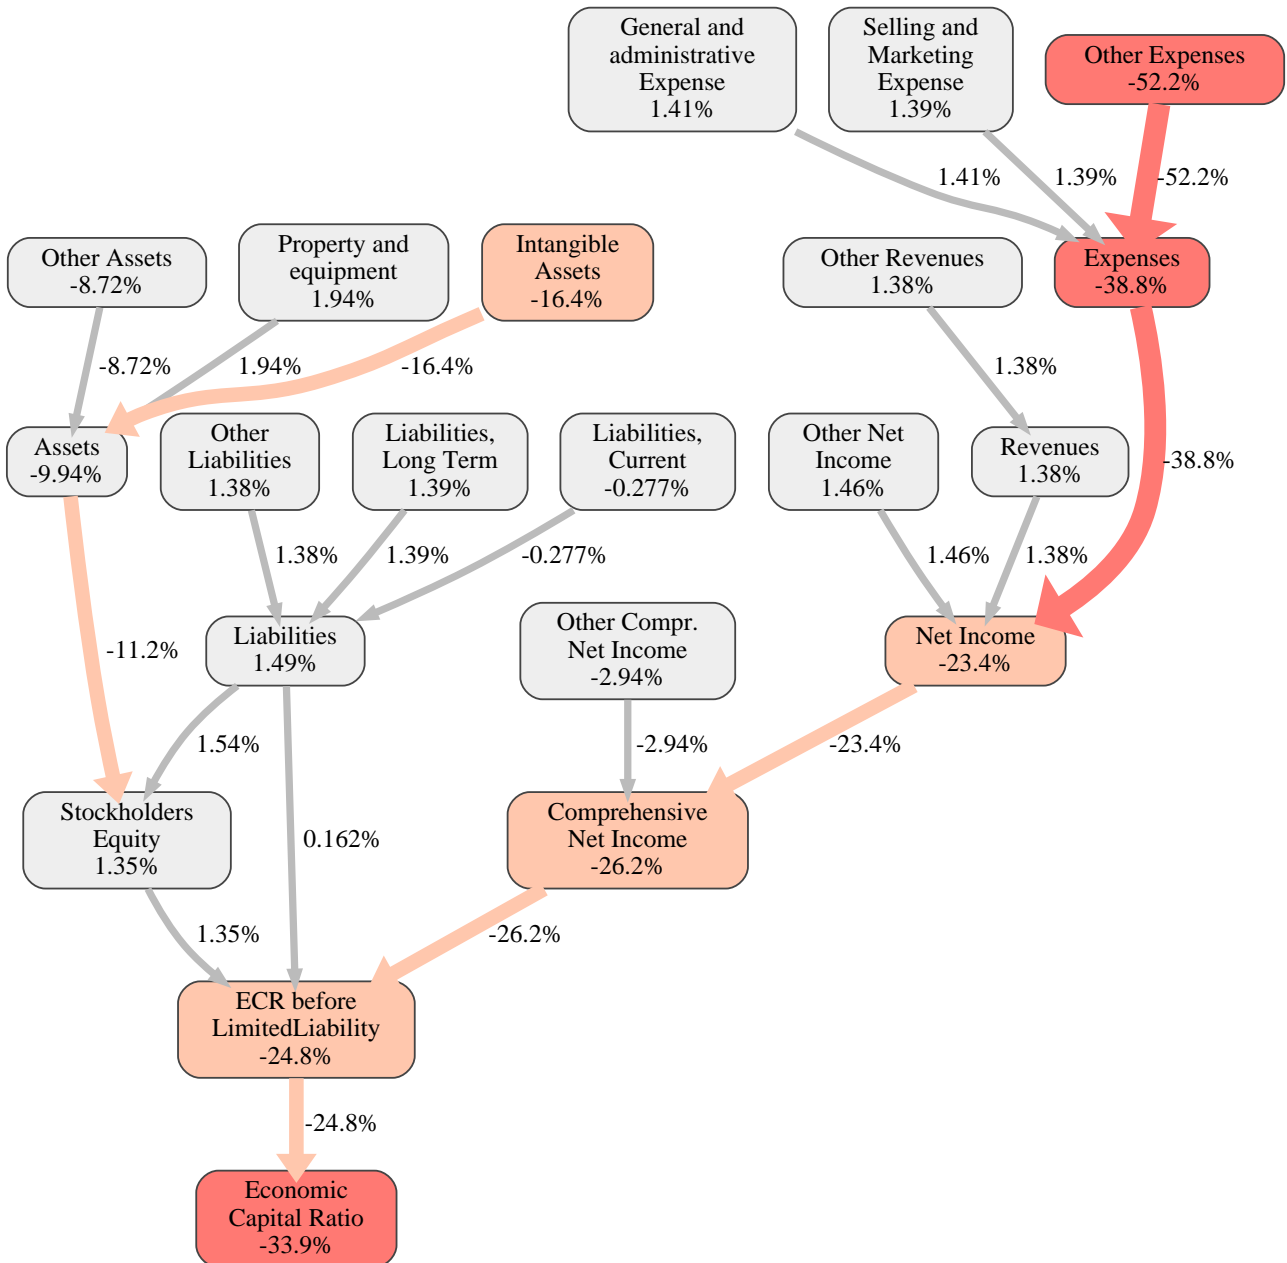 General and
administrative
Expense
1.41%
Selling and
Marketing
Expense
1.39%
Other Expenses
-52.2%
1.41%
1.39%
-52.2%
Other Assets
-8.72%
Property and
equipment
1.94%
Intangible
Assets
-16.4%
Other Revenues
1.38%
Expenses
-38.8%
-8.72%
1.94%
-16.4%
1.38%
Assets
-9.94%
Other
Liabilities
1.38%
Liabilities,
Long Term
1.39%
Liabilities,
Current
-0.277%
Other Net
Income
1.46%
Revenues
1.38%
-38.8%
1.38%
1.39%
-0.277%
1.46%
1.38%
-11.2%
Liabilities
1.49%
Other Compr.
Net Income
-2.94%
Net Income
-23.4%
1.54%
-2.94%
-23.4%
Stockholders
Equity
1.35%
0.162%
Comprehensive
Net Income
-26.2%
1.35%
-26.2%
ECR before
LimitedLiability
-24.8%
-24.8%
Economic
Capital Ratio
-33.9%